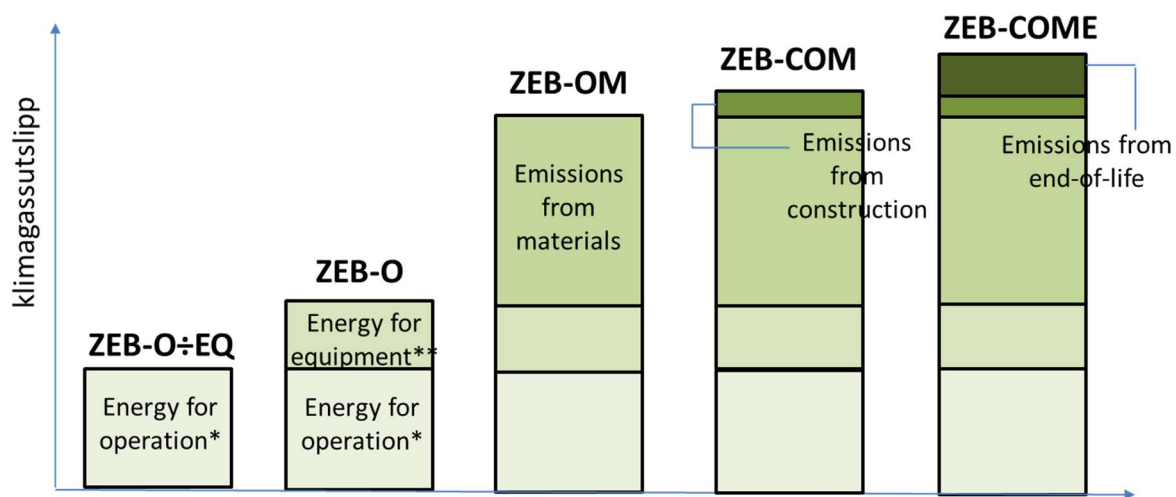 klimagassutslipp
ZEB-O÷EQ
Energy for
operation*
ZEB-O
Energy for
equipment**
Energy for
operation*
ZEB-OM
Emissions
from
materials
ZEB-COM
Emissions
from
construction
ZEB-COME
Emissions from
end-of-life